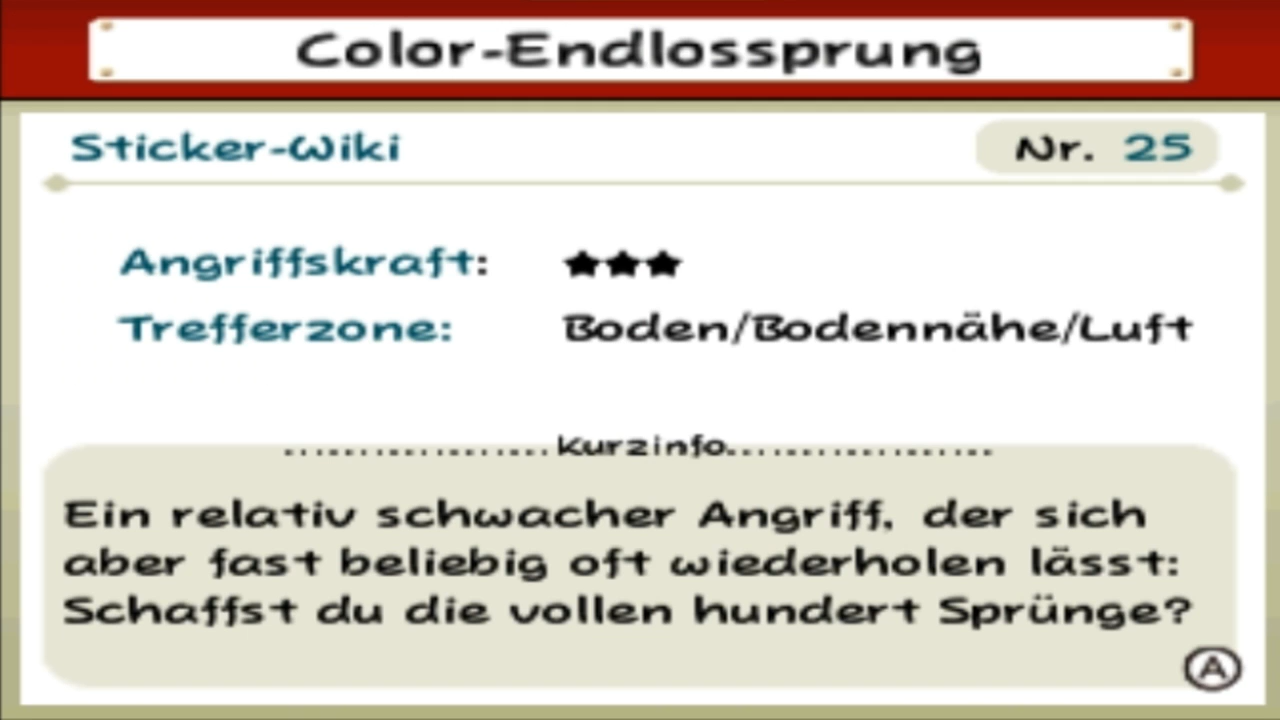 Color-Endlossprung
Sticker-Wiki
Nr. 25
Angriffskraft: ★★★
Trefferzone: Boden/Bodennähe/Luft
Kurzinfo
Ein relativ schwacher Angriff, der sich
aber fast beliebig oft wiederholen lässt:
Schaffst du die vollen hundert Sprünge?
A